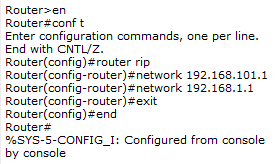 Router>en
Router#conf t
Enter configuration commands, one per line.
End with CNTL/Z.
Router(config)#router rip
Router(config-router)#network 192.168.101.1
Router(config-router)#network 192.168.1.1
Router(config-router)#exit
Router(config)#end
Router#
%SYS-5-CONFIG_I: Configured from console
by console